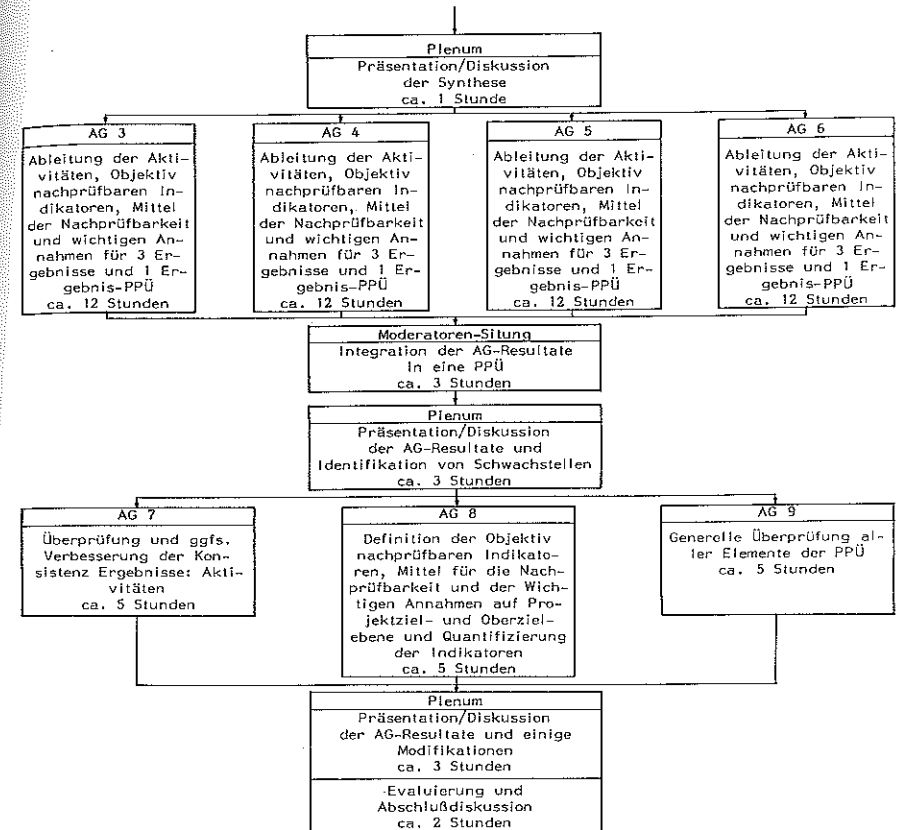 Plenum
Präsentation/Diskussion
der Synthese
ca. 1 Stunde
AG 3
Ableitung der Akti-
vitäten, Objektiv
nachprüfbaren In-
dikatoren, Mittel
der Nachprüfbarkeit
und wichtigen An-
nahmen für 3 Er-
gebnisse und 1 Er-
gebnis-PPÜ
ca. 12 Stunden
AG 4
Ableitung der Akti-
vitäten, Objektiv
nachprüfbaren In-
dikatoren, Mittel
der Nachprüfbarkeit
und wichtigen An-
nahmen für 3 Er-
gebnisse und 1 Er-
gebnis-PPÜ
ca. 12 Stunden
AG 5
Ableitung der Akti-
vitäten, Objektiv
nachprüfbaren In-
dikatoren, Mittel
der Nachprüfbarkeit
und wichtigen An-
nahmen für 3 Er-
gebnisse und 1 Er-
gebnis-PPÜ
ca. 12 Stunden
AG 6
Ableitung der Akti-
vitäten, Objektiv
nachprüfbaren In-
dikatoren, Mittel
der Nachprüfbarkeit
und wichtigen An-
nahmen für 3 Er-
gebnisse und 1 Er-
gebnis-PPÜ
ca. 12 Stunden
Moderatoren-Situng
Integration der AG-Resultate
in eine PPÜ
ca. 3 Stunden
Plenum
Präsentation/Diskussion
der AG-Resultate und
Identifikation von Schwachstellen
ca. 3 Stunden
AG 7
Überprüfung und ggfs.
Verbesserung der Kon-
sistenz Ergebnisse: Akti-
vitäten
ca. 5 Stunden
AG 8
Definition der Objektiv
nachprüfbaren Indikato-
ren, Mittel für die Nach-
prüfbarkeit und der Wich-
tigen Annahmen auf Pro-
jektziel- und Oberziel-
ebene und Quantifizierung
der Indikatoren
ca. 5 Stunden
AG 9
Generelle Überprüfung al-
ler Elemente der PPÜ
ca. 5 Stunden
Plenum
Präsentation/Diskussion
der AG-Resultate und einige
Modifikationen
ca. 3 Stunden
Evaluierung und
Abschlußdiskussion
ca. 2 Stunden